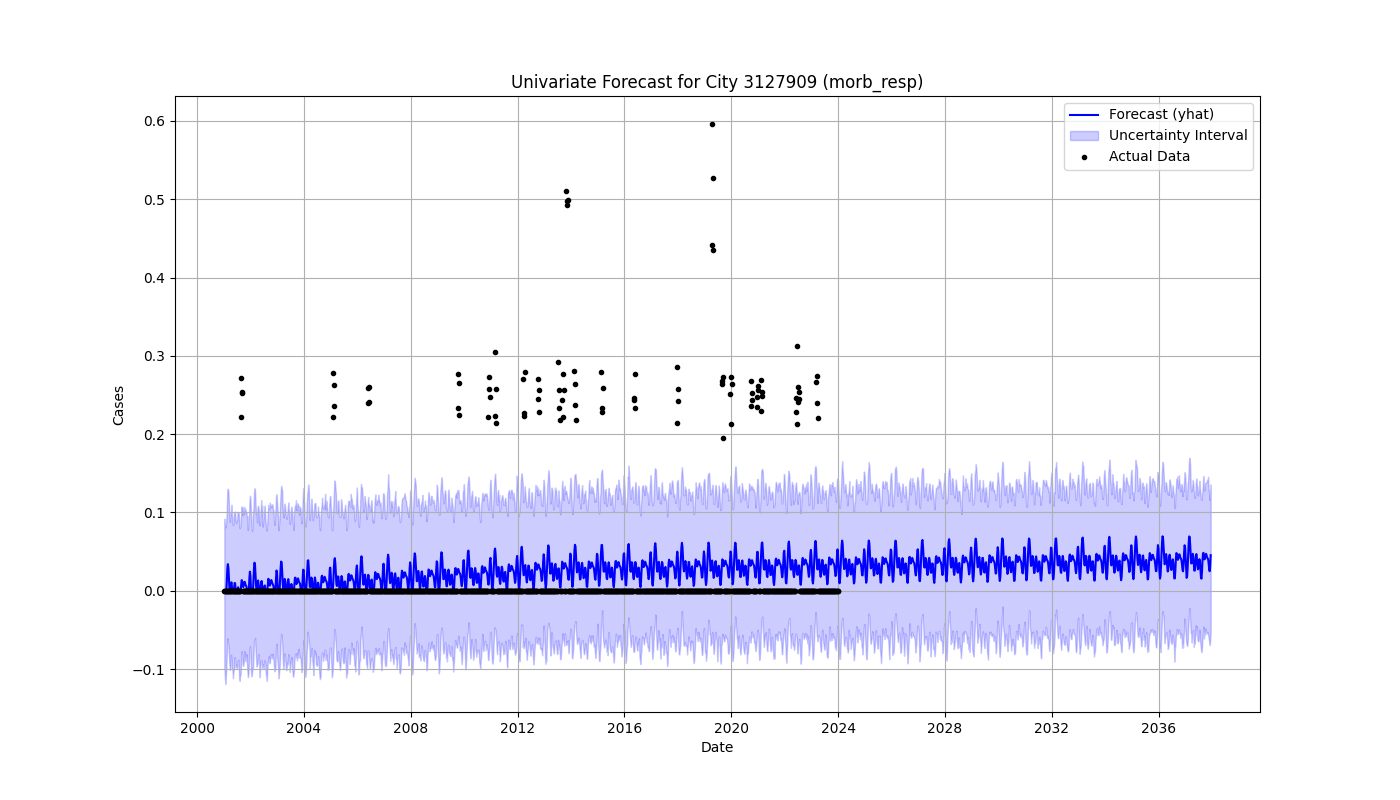 Univariate Forecast for City 3127909 (morb_resp)
Forecast (yhat)
Uncertainty Interval
Actual Data
Cases
0.6
0.5
0.4
0.3
0.2
0.1
0.0
−0.1
2000 2004 2008 2012 2016 2020 2024 2028 2032 2036
Date